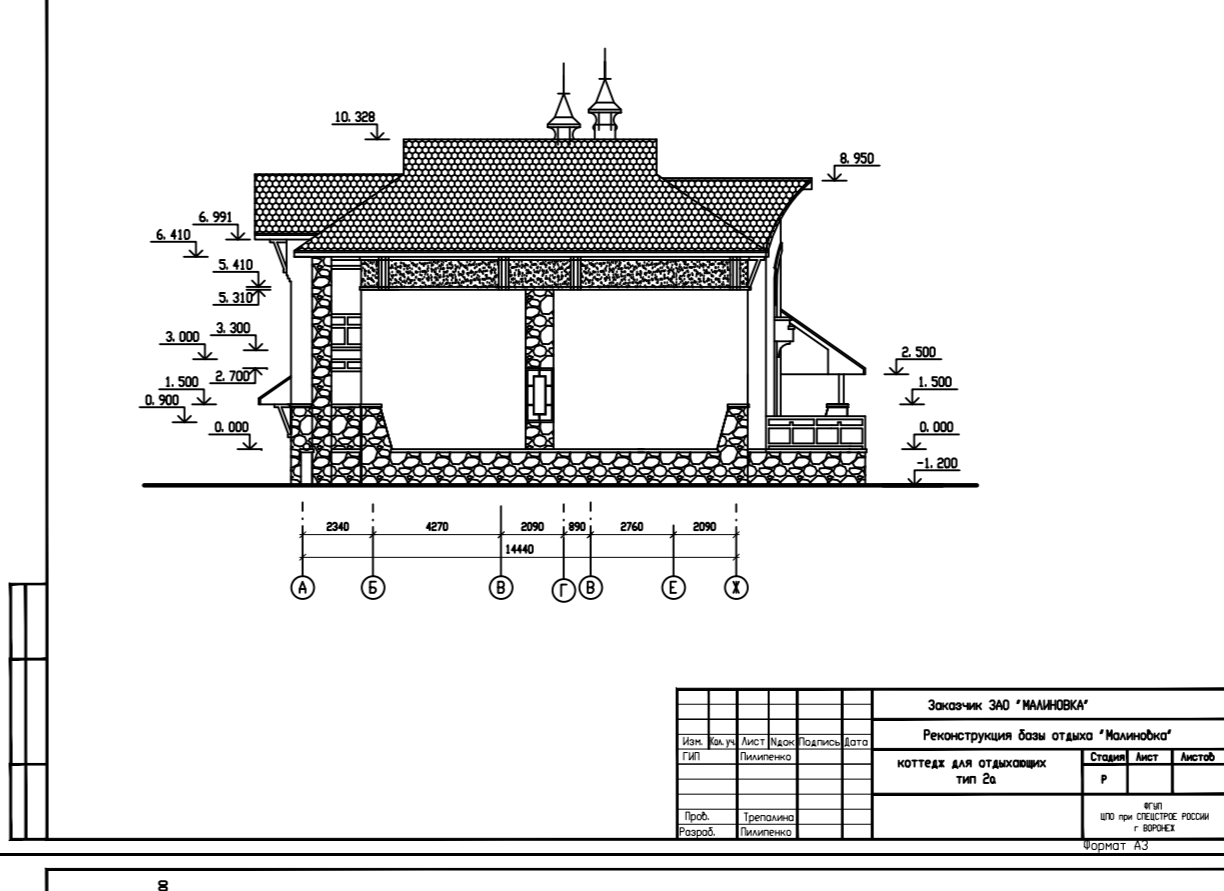 10.328
8.950
6.991
6.410
5.410
5.310
3.300
3.000
2.700
2.500
1.500
1.500
0.900
0.000
0.000
-1.200
2340 4270 2090 890 2760 2090
14440
А Б В Г В Е Ж
Заказчик ЗАО "МАЛИНОВКА"
Реконструкция базы отдыха "Малиновка"
Изм. Кол.уч. Лист Nдок Подпись Дата
ГИП Пилипенко
коттедж для отдыхающих
тип 2а
Стадия Лист Листов
Р
Пров. Трепалина
Разраб. Пилипенко
ФГУП
ЦПО при СПЕЦСТРОЕ РОССИИ
г ВОРОНЕЖ
Формат А3